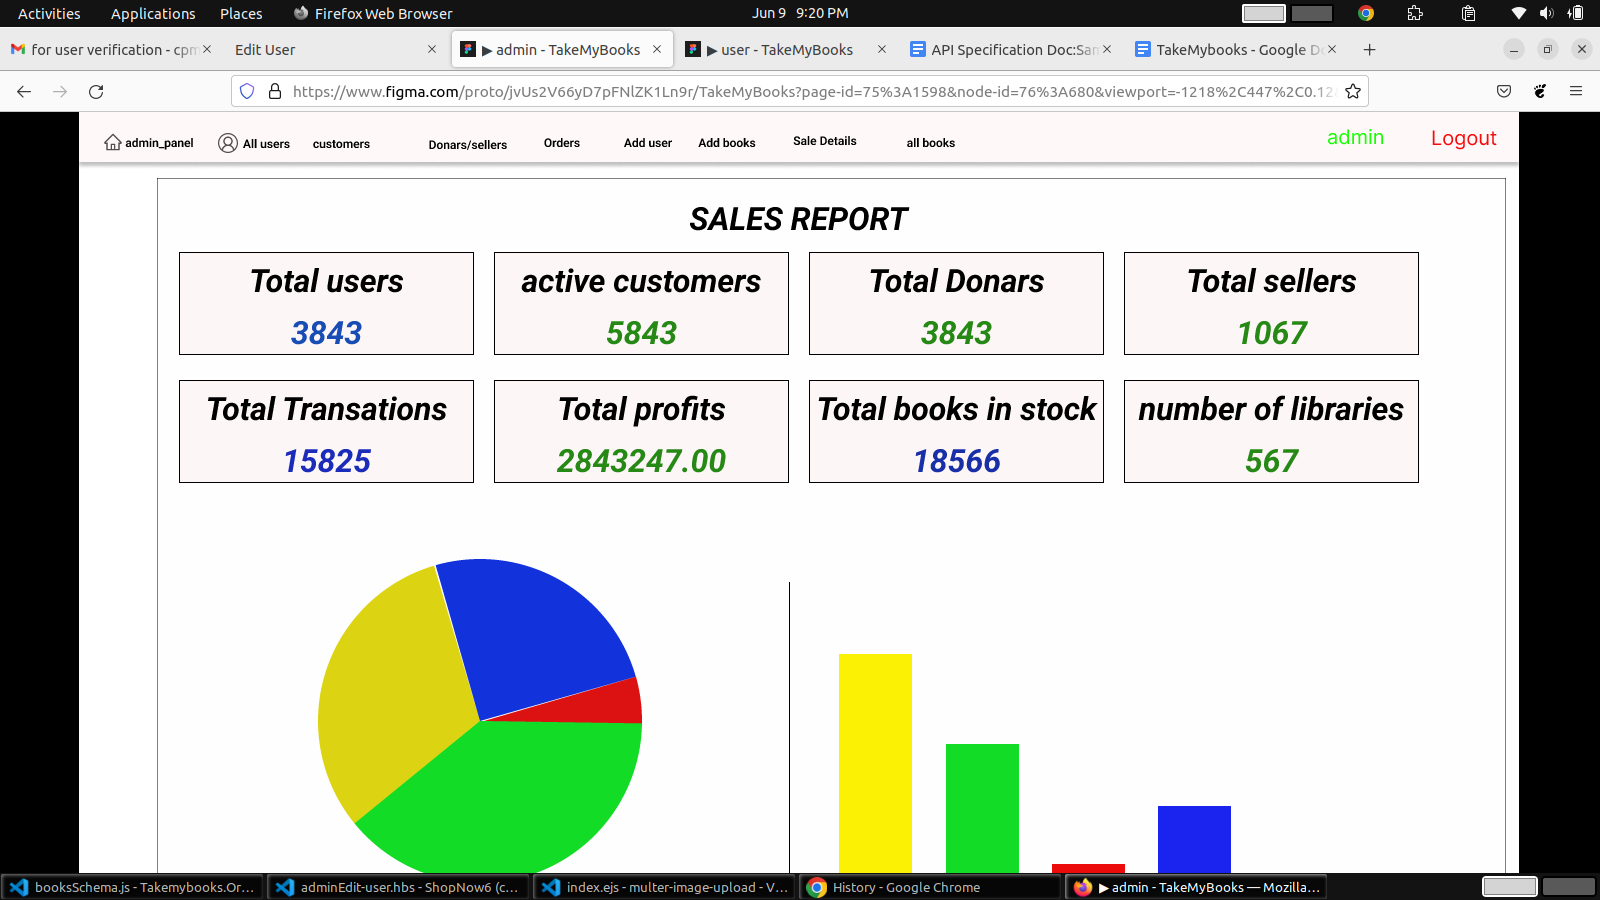 Activities Applications Places Firefox Web Browser Jun 9 9:20 PM
for user verification - cpm Edit User ▶ admin - TakeMyBooks ▶ user - TakeMyBooks API Specification Doc:San TakeMybooks - Google Do
https://www.figma.com/proto/jvUs2V66yD7pFNlZK1Ln9r/TakeMyBooks?page-id=75%3A1598&node-id=76%3A680&viewport=-1218%2C447%2C0.12
admin_panel All users customers Donars/sellers Orders Add user Add books Sale Details all books admin Logout
SALES REPORT
Total users active customers Total Donars Total sellers
3843 5843 3843 1067
Total Transations Total profits Total books in stock number of libraries
15825 2843247.00 18566 567
booksSchema.js - Takemybooks.Or... adminEdit-user.hbs - ShopNow6 (c... index.ejs - multer-image-upload - V... History - Google Chrome ▶ admin - TakeMyBooks — Mozilla...